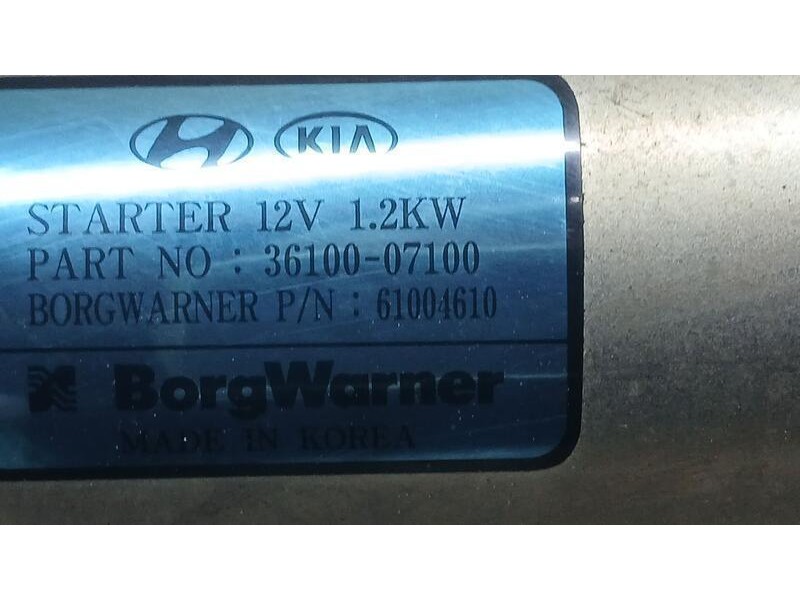 KIA
STARTER 12V 1.2KW
PART NO : 36100-07100
BORGWARNER P/N : 61004610
BorgWarner
MADE IN KOREA